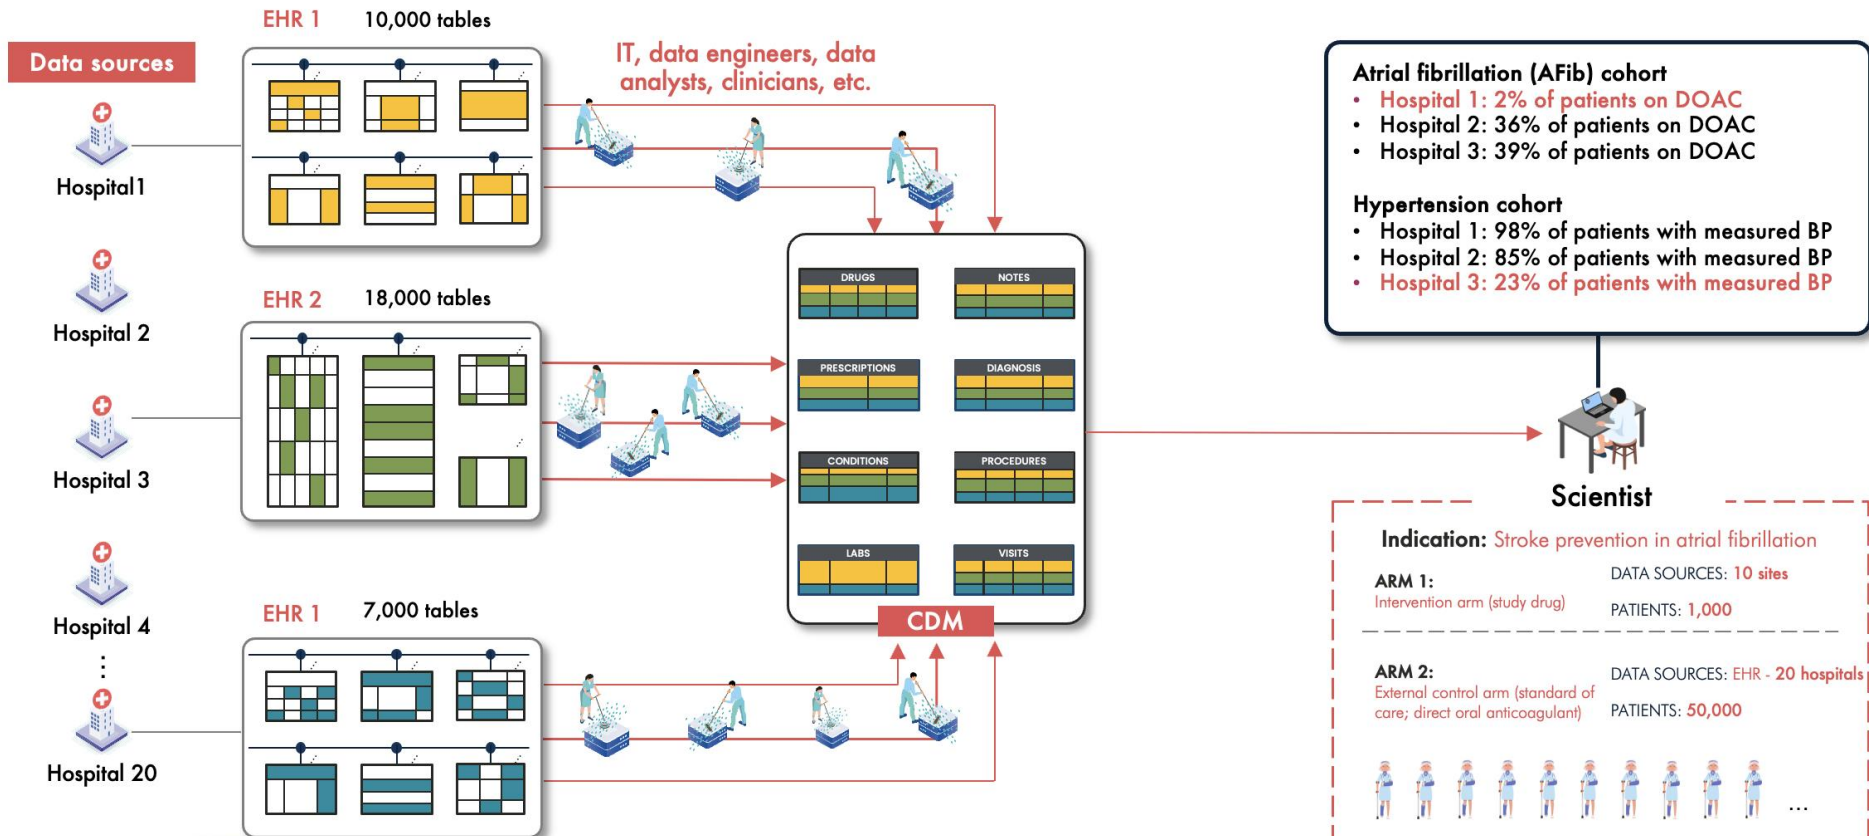 Data sources
Hospital1
Hospital 2
Hospital 3
Hospital 4
⋮
Hospital 20
EHR 1 10,000 tables
EHR 2 18,000 tables
EHR 1 7,000 tables
IT, data engineers, data
analysts, clinicians, etc.
DRUGS
NOTES
PRESCRIPTIONS
DIAGNOSIS
CONDITIONS
PROCEDURES
LABS
VISITS
CDM
Atrial fibrillation (AFib) cohort
• Hospital 1: 2% of patients on DOAC
• Hospital 2: 36% of patients on DOAC
• Hospital 3: 39% of patients on DOAC
Hypertension cohort
• Hospital 1: 98% of patients with measured BP
• Hospital 2: 85% of patients with measured BP
• Hospital 3: 23% of patients with measured BP
Scientist
Indication: Stroke prevention in atrial fibrillation
ARM 1:
Intervention arm (study drug)
DATA SOURCES: 10 sites
PATIENTS: 1,000
ARM 2:
External control arm (standard of
care; direct oral anticoagulant)
DATA SOURCES: EHR - 20 hospitals
PATIENTS: 50,000
...